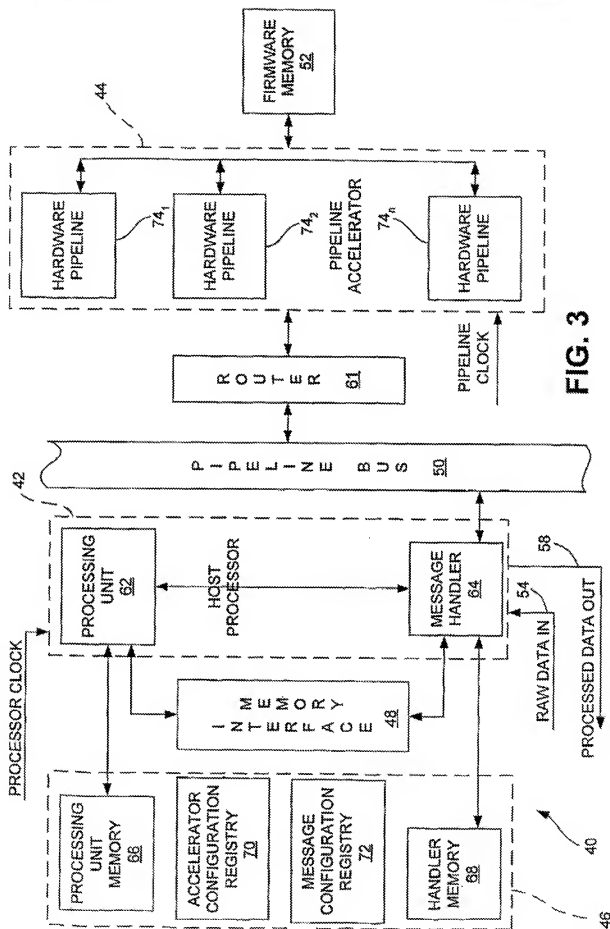 PROCESSOR CLOCK
42
44
PROCESSING
UNIT MEMORY
66
ACCELERATOR
CONFIGURATION
REGISTRY
70
MESSAGE
CONFIGURATION
REGISTRY
72
HANDLER
MEMORY
68
46
40
MEMORY
INTERFACE
48
PROCESSING
UNIT
62
HOST
PROCESSOR
MESSAGE
HANDLER
64
54
58
RAW DATA IN
PROCESSED DATA OUT
PIPELINE BUS
50
ROUTER
61
HARDWARE
PIPELINE
74₁
HARDWARE
PIPELINE
74₂
PIPELINE
ACCELERATOR
74ₙ
HARDWARE
PIPELINE
PIPELINE
CLOCK
FIRMWARE
MEMORY
52
FIG. 3